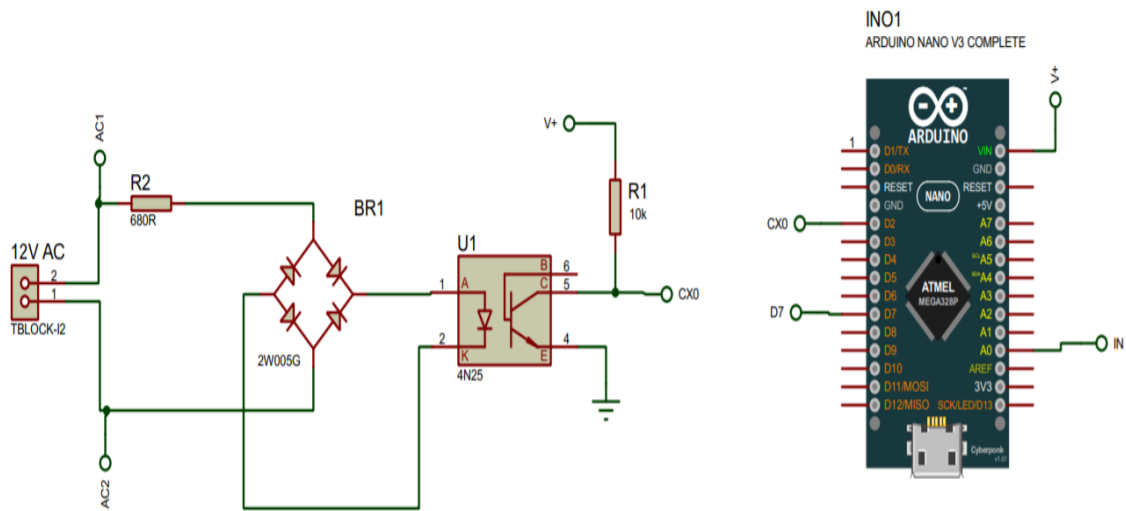 AC1
R2
680R
12V AC
2
1
TBLOCK-I2
AC2
BR1
2W005G
V+
R1
10k
U1
1 A
2 K
B 6
C 5
E 4
4N25
CX0
INO1
ARDUINO NANO V3 COMPLETE
V+
ARDUINO
NANO
ATMEL
MEGA328P
1
D1/TX VIN
D0/RX GND
RESET RESET
GND +5V
CX0 D2 A7
D3 A6
D4 SCL A5
D5 SDA A4
D6 A3
D7 D7 A2
D8 A1
D9 A0 IN
D10 AREF
D11/MOSI 3V3
D12/MISO SCK/LED/D13
Cyberponk